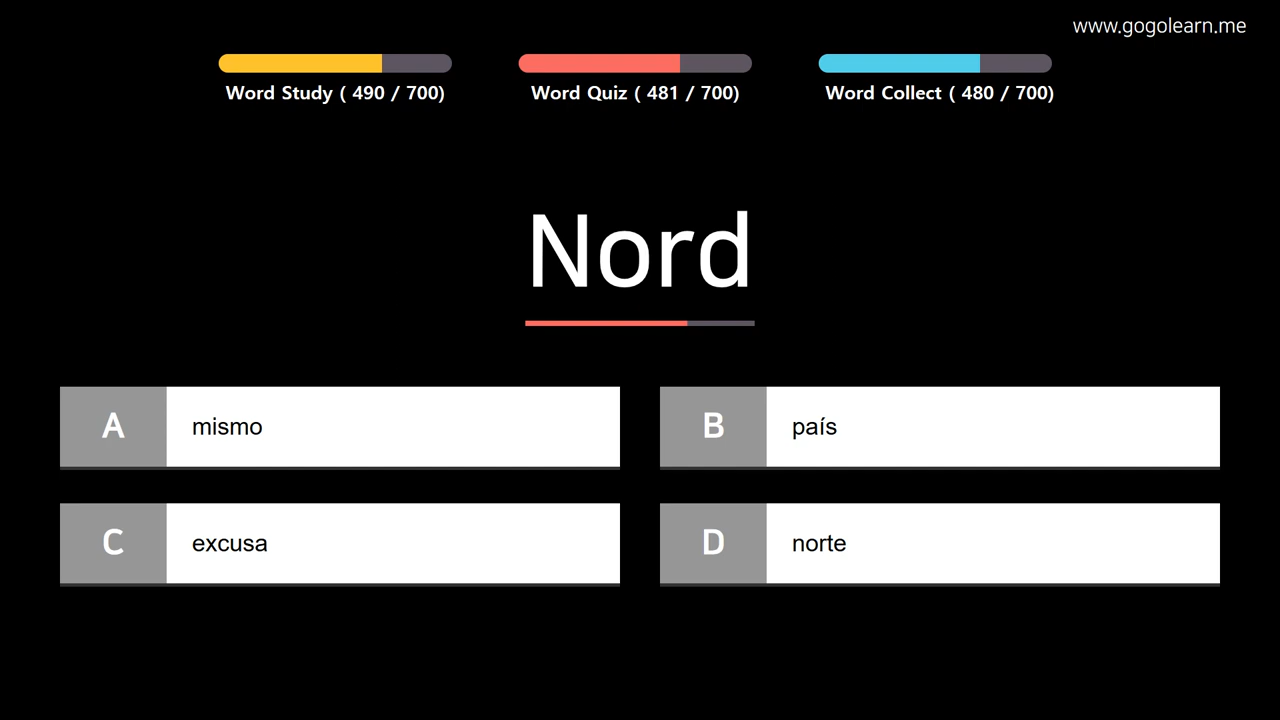 www.gogolearn.me
Word Study ( 490 / 700)
Word Quiz ( 481 / 700)
Word Collect ( 480 / 700)
Nord
A mismo
B país
C excusa
D norte